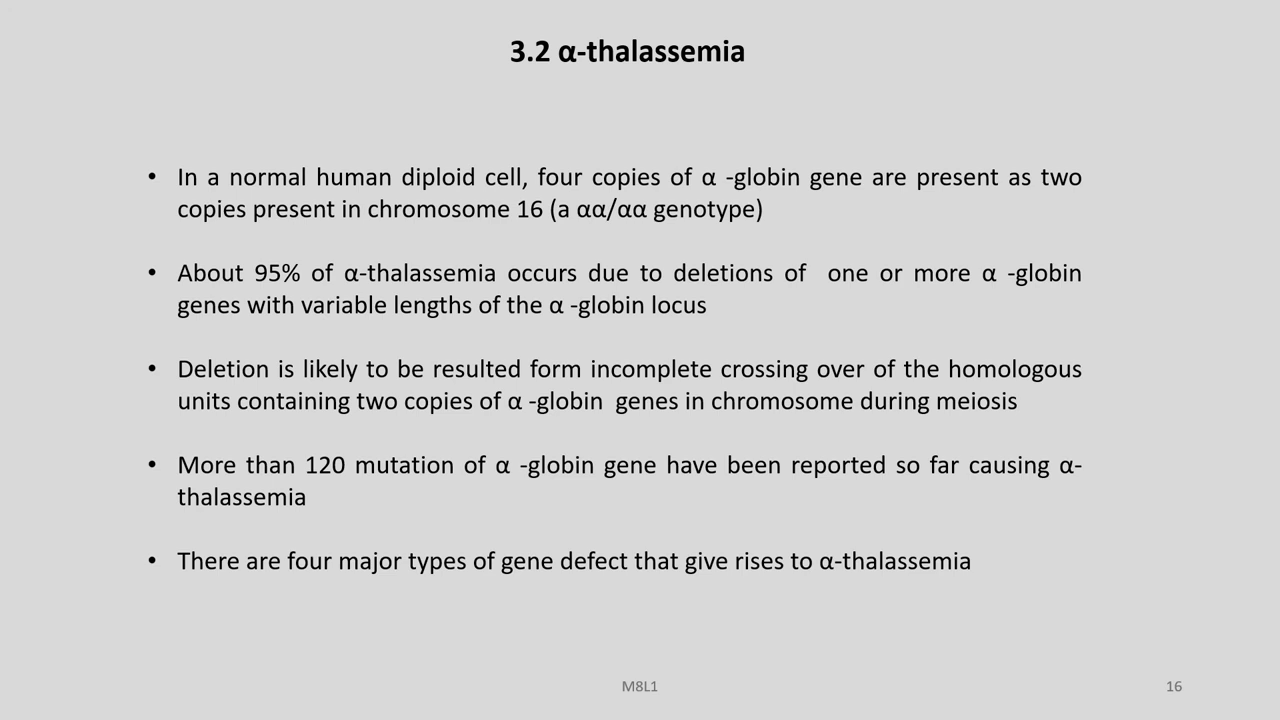 3.2 α-thalassemia
• In a normal human diploid cell, four copies of α -globin gene are present as two
copies present in chromosome 16 (a αα/αα genotype)
• About 95% of α-thalassemia occurs due to deletions of  one or more α -globin
genes with variable lengths of the α -globin locus
• Deletion is likely to be resulted form incomplete crossing over of the homologous
units containing two copies of α -globin  genes in chromosome during meiosis
• More than 120 mutation of α -globin gene have been reported so far causing α-
thalassemia
• There are four major types of gene defect that give rises to α-thalassemia
M8L1
16